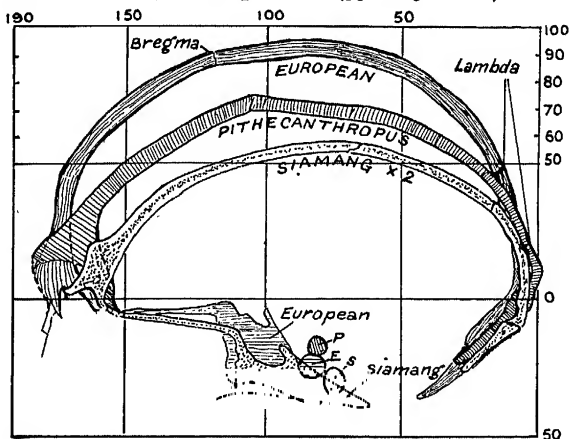 190 150 100 50
100
90
80
70
60
50
0
50
Bregma
Lambda
EUROPEAN
PITHECANTHROPUS
SIAMANG × 2
European
P
E
S
siamang